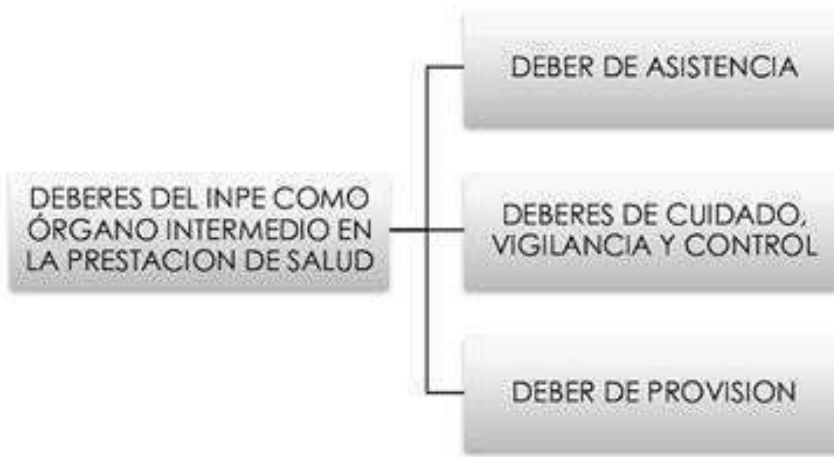 DEBERES DEL INPE COMO
ÓRGANO INTERMEDIO EN
LA PRESTACION DE SALUD
DEBER DE ASISTENCIA
DEBERES DE CUIDADO,
VIGILANCIA Y CONTROL
DEBER DE PROVISION